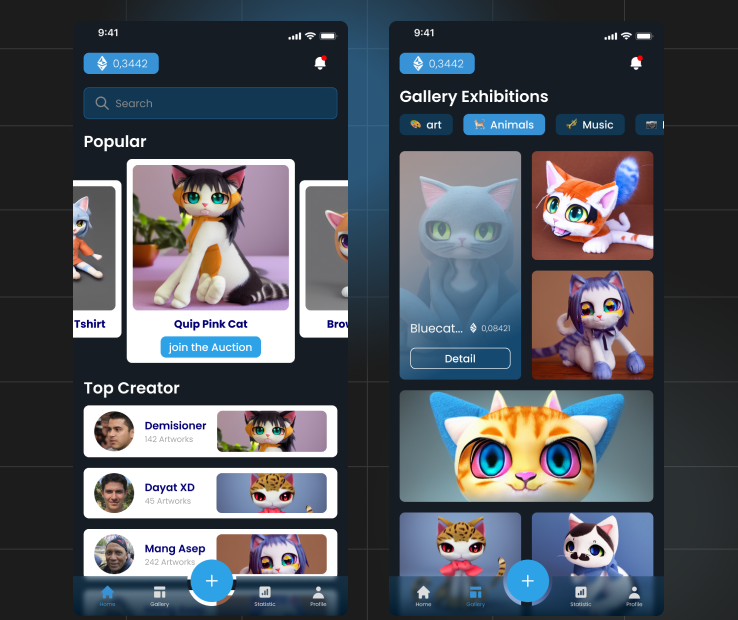 9:41
0,3442
Search
Popular
Tshirt
Quip Pink Cat
join the Auction
Top Creator
Demisioner
142 Artworks
Dayat XD
45 Artworks
Mang Asep
242 Artworks
+
Home
Gallery
Statistic
Profile
9:41
0,3442
Gallery Exhibitions
art
Animals
Music
Bluecat...
0,08421
Detail
+
Home
Gallery
Statistic
Profile